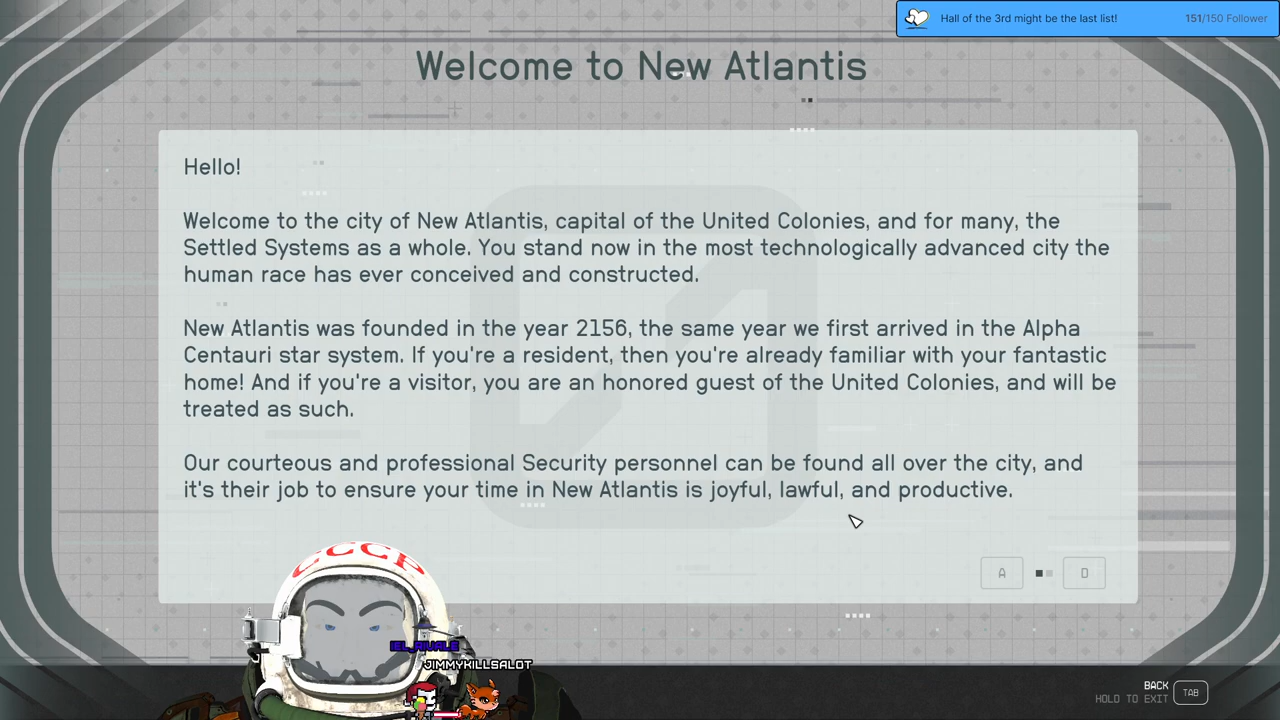 Hall of the 3rd might be the last list!
151/150 Follower
Welcome to New Atlantis
Hello!
Welcome to the city of New Atlantis, capital of the United Colonies, and for many, the
Settled Systems as a whole. You stand now in the most technologically advanced city the
human race has ever conceived and constructed.
New Atlantis was founded in the year 2156, the same year we first arrived in the Alpha
Centauri star system. If you're a resident, then you're already familiar with your fantastic
home! And if you're a visitor, you are an honored guest of the United Colonies, and will be
treated as such.
Our courteous and professional Security personnel can be found all over the city, and
it's their job to ensure your time in New Atlantis is joyful, lawful, and productive.
A
D
CCCP
JIMMYKILLSALOT
BACK
HOLD TO EXIT
TAB